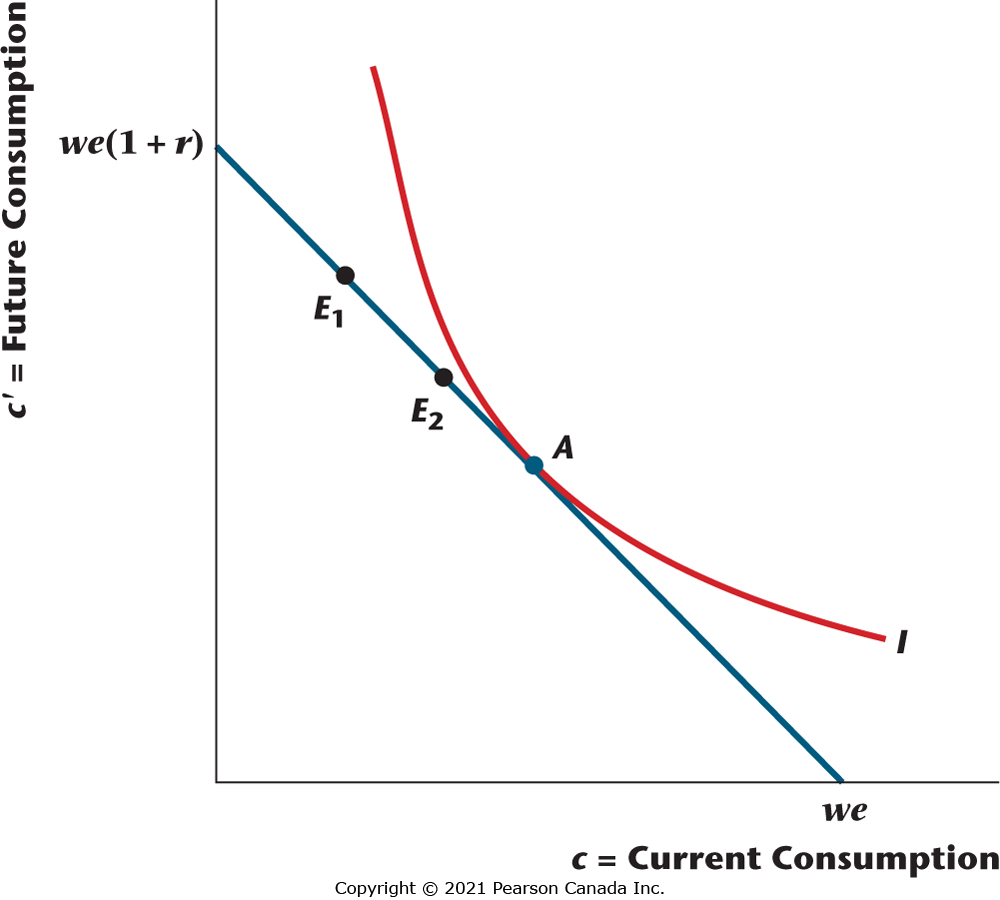 c' = Future Consumption
we(1 + r)
E1
E2
A
I
we
c = Current Consumption
Copyright © 2021 Pearson Canada Inc.